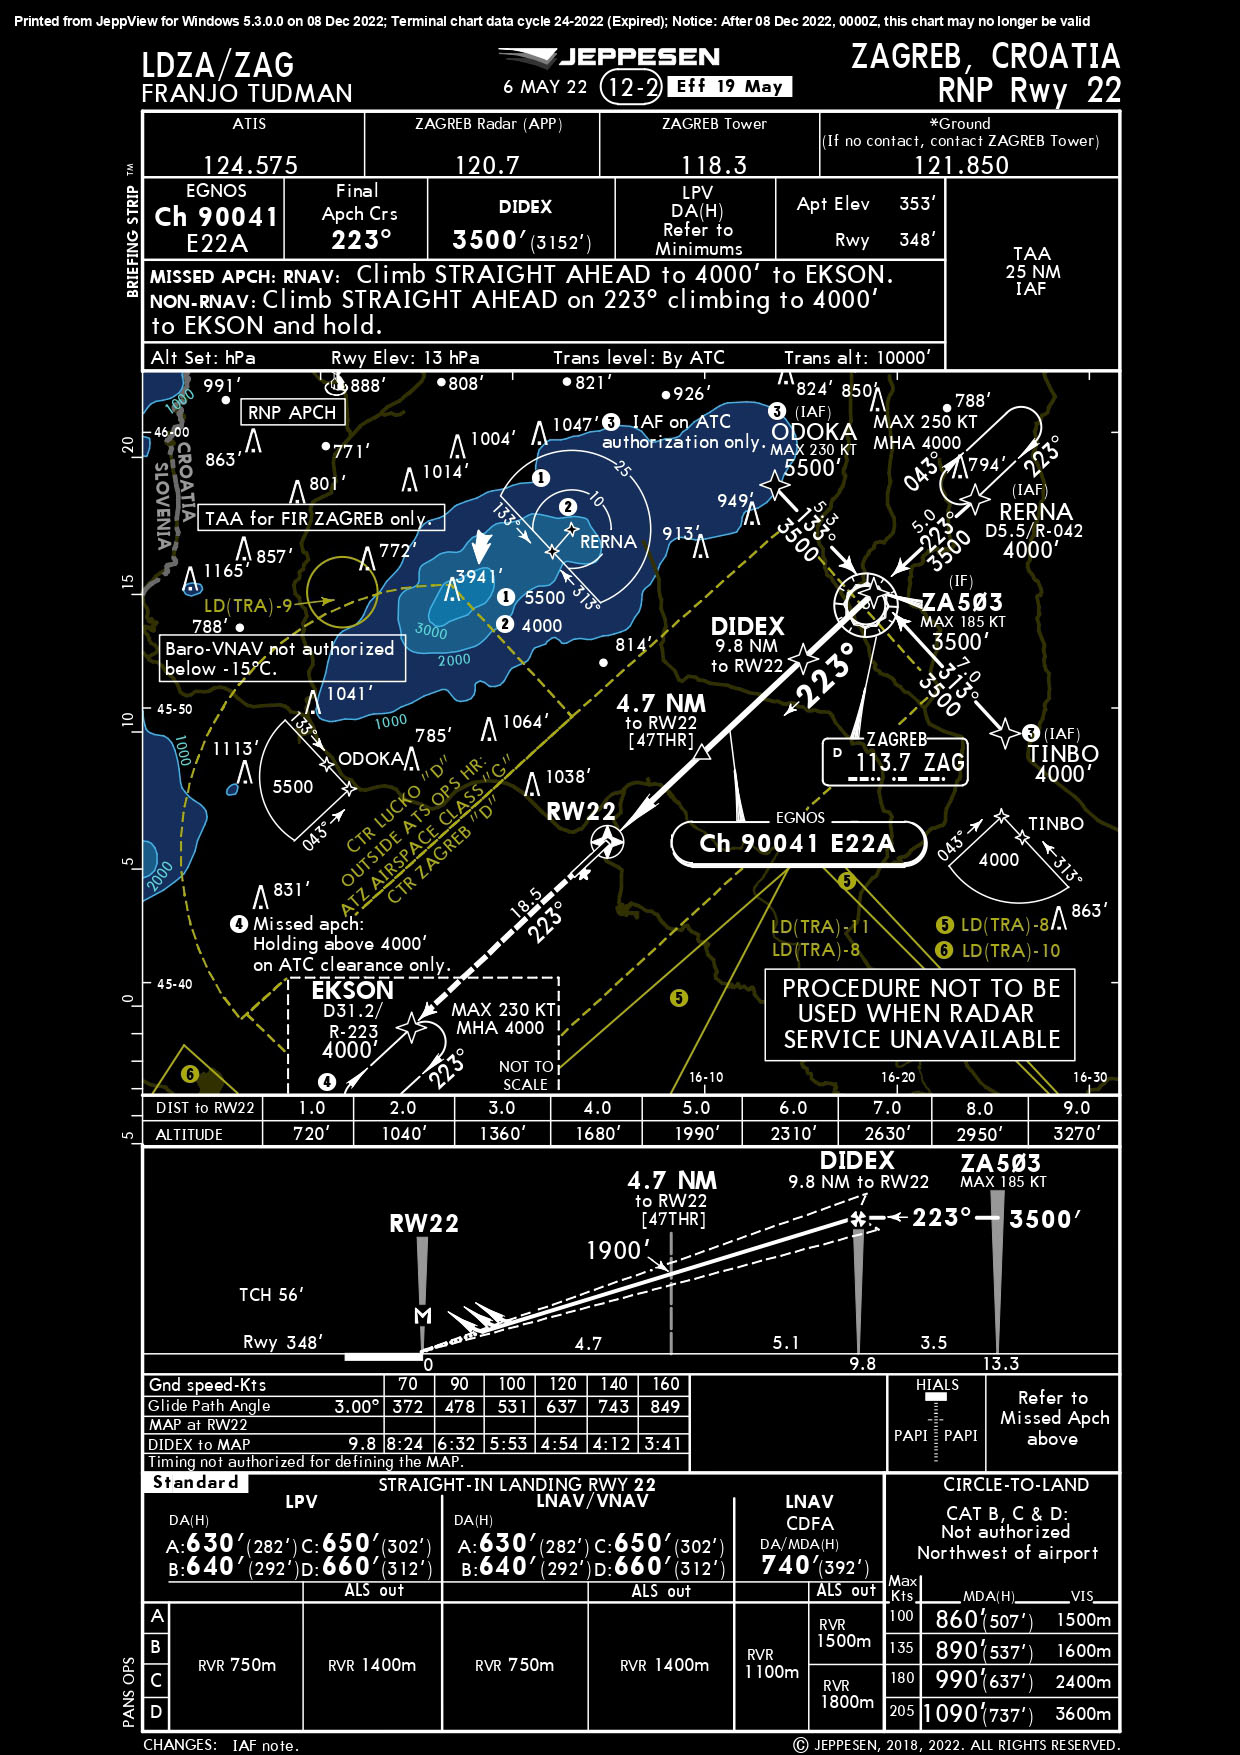 Printed from JeppView for Windows 5.3.0.0 on 08 Dec 2022; Terminal chart data cycle 24-2022 (Expired); Notice: After 08 Dec 2022, 0000Z, this chart may no longer be valid
LDZA/ZAG
FRANJO TUDMAN
JEPPESEN
6 MAY 22 12-2 Eff 19 May
ZAGREB, CROATIA
RNP Rwy 22
BRIEFING STRIP ™
ATIS
124.575
ZAGREB Radar (APP)
120.7
ZAGREB Tower
118.3
*Ground
(If no contact, contact ZAGREB Tower)
121.850
EGNOS
Ch 90041
E22A
Final
Apch Crs
223°
DIDEX
3500' (3152')
LPV
DA(H)
Refer to
Minimums
Apt Elev 353'
Rwy 348'
TAA
25 NM
IAF
MISSED APCH: RNAV: Climb STRAIGHT AHEAD to 4000' to EKSON.
NON-RNAV: Climb STRAIGHT AHEAD on 223° climbing to 4000'
to EKSON and hold.
Alt Set: hPa Rwy Elev: 13 hPa Trans level: By ATC Trans alt: 10000'
991'
1000
888'
808'
821'
926'
824'
850'
788'
RNP APCH
46-00
CROATIA
SLOVENIA
863'
771'
1004'
1047'
3 IAF on ATC
authorization only.
3 (IAF)
ODOKA
MAX 230 KT
5500'
MAX 250 KT
MHA 4000
043°
223°
794'
(IAF)
RERNA
D5.5/R-042
4000'
801'
1014'
1
2
25
10
133°
RERNA
313°
949'
913'
5.3
133°
3500
5.0
223°
3500
TAA for FIR ZAGREB only.
857'
772'
1165'
3941'
1 5500
2 4000
3000
2000
1000
LD(TRA)-9
788'
Baro-VNAV not authorized
below -15°C.
814'
(IF)
ZA503
MAX 185 KT
3500'
DIDEX
9.8 NM
to RW22
223°
7.0
313°
3500
1041'
45-50
4.7 NM
to RW22
[47THR]
3 (IAF)
TINBO
4000'
ZAGREB
D 113.7 ZAG
1000
1113'
133°
ODOKA
5500
043°
785'
1064'
1038'
CTR LUCKO "D"
OUTSIDE ATS OPS HR:
ATZ AIRSPACE CLASS "G"
CTR ZAGREB "D"
RW22
EGNOS
Ch 90041 E22A
TINBO
043°
4000
313°
2000
831'
18.5
223°
5
LD(TRA)-11
LD(TRA)-8
5 LD(TRA)-8
6 LD(TRA)-10
863'
4 Missed apch:
Holding above 4000'
on ATC clearance only.
45-40
EKSON
D31.2/
R-223
4000'
MAX 230 KT
MHA 4000
4
223°
NOT TO
SCALE
5
6
PROCEDURE NOT TO BE
USED WHEN RADAR
SERVICE UNAVAILABLE
16-10
16-20
16-30
20
15
10
5
0
5
DIST to RW22 1.0 2.0 3.0 4.0 5.0 6.0 7.0 8.0 9.0
ALTITUDE 720' 1040' 1360' 1680' 1990' 2310' 2630' 2950' 3270'
DIDEX
9.8 NM to RW22
ZA503
MAX 185 KT
4.7 NM
to RW22
[47THR]
RW22
223°
3500'
1900'
TCH 56'
M
Rwy 348'
4.7
5.1
3.5
0
9.8
13.3
Gnd speed-Kts 70 90 100 120 140 160
Glide Path Angle 3.00° 372 478 531 637 743 849
MAP at RW22
DIDEX to MAP 9.8 8:24 6:32 5:53 4:54 4:12 3:41
Timing not authorized for defining the MAP.
HIALS
PAPI PAPI
Refer to
Missed Apch
above
Standard
STRAIGHT-IN LANDING RWY 22
LPV
DA(H)
A:630' (282') C:650' (302')
B:640' (292') D:660' (312')
LNAV/VNAV
DA(H)
A:630' (282') C:650' (302')
B:640' (292') D:660' (312')
LNAV
CDFA
DA/MDA(H)
740' (392')
ALS out
ALS out
ALS out
A
B
C
D
RVR 750m
RVR 1400m
RVR 750m
RVR 1400m
RVR
1100m
RVR
1500m
RVR
1800m
CIRCLE-TO-LAND
CAT B, C & D:
Not authorized
Northwest of airport
Max
Kts MDA(H) VIS
100 860' (507') 1500m
135 890' (537') 1600m
180 990' (637') 2400m
205 1090' (737') 3600m
PANS OPS
CHANGES: IAF note.
© JEPPESEN, 2018, 2022. ALL RIGHTS RESERVED.